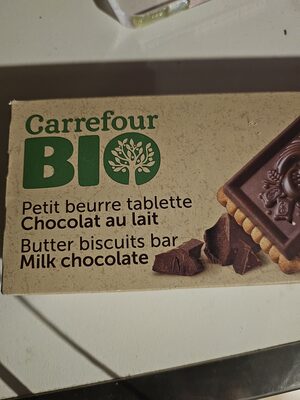 Carrefour
BIO
Petit beurre tablette
Chocolat au lait
Butter biscuits bar
Milk chocolate